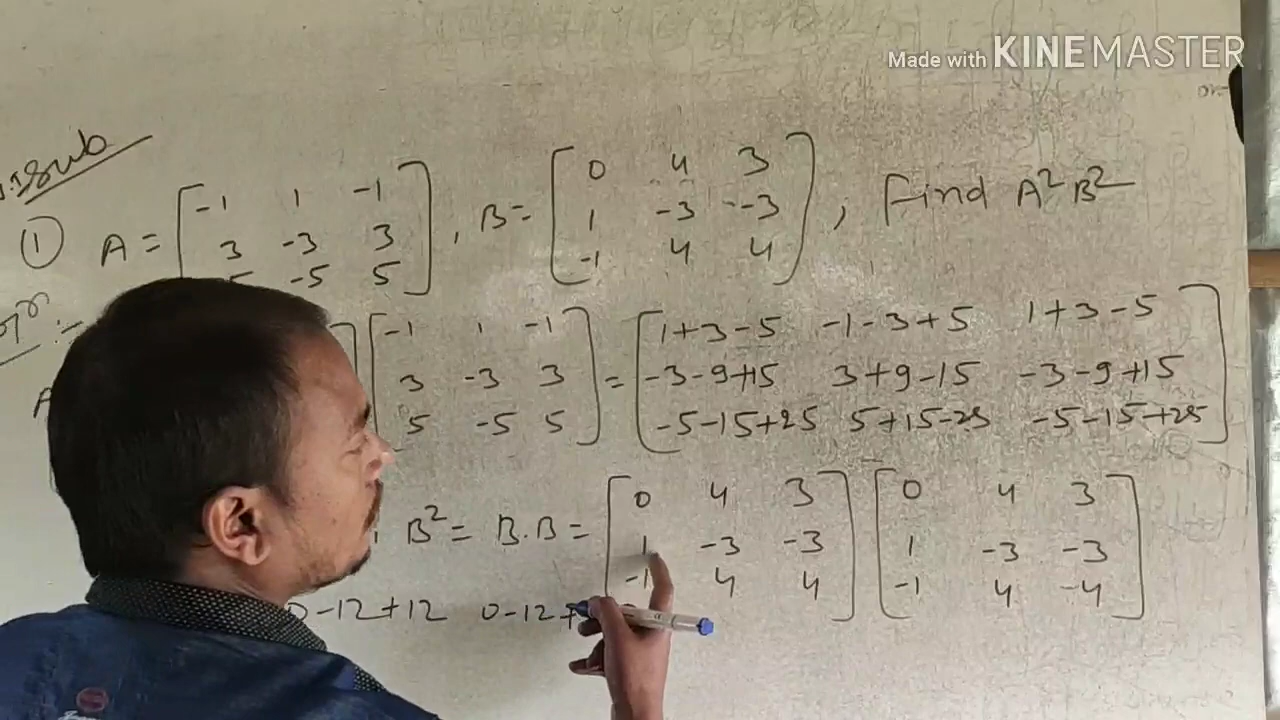 Made with KINEMASTER
Sub
① A = [ -1 1 -1 , B = [ 0 4 3 , Find A² B²
3 -3 3 1 -3 -3
-5 5 ] -1 4 4 ]
:-
] [ -1 1 -1 = [ 1+3-5 -1-3+5 1+3-5
3 -3 3 -3-9+15 3+9-15 -3-9+15
5 -5 5 ] -5-15+25 5+15-25 -5-15+25 ]
B² = B.B = [ 0 4 3 [ 0 4 3
1 -3 -3 1 -3 -3
-1 4 4 ] -1 4 -4 ]
0-12+12 0-12+